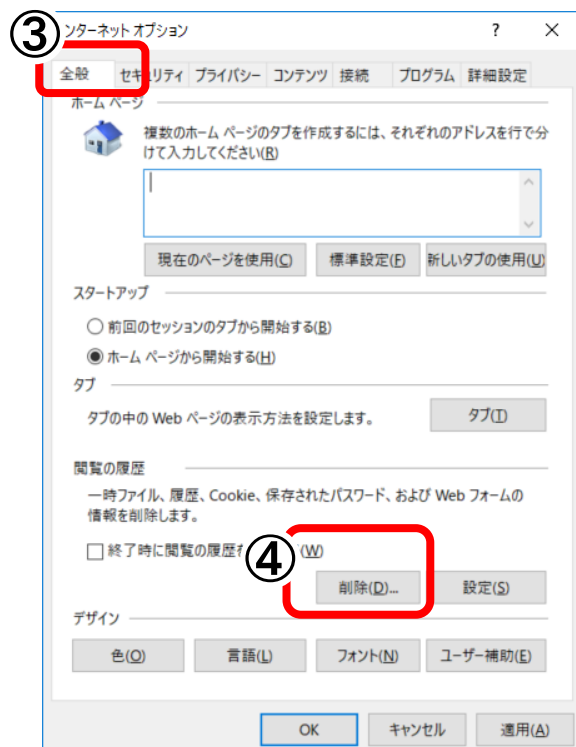 ③
ンターネット オプション ? ×
全般 セキュリティ プライバシー コンテンツ 接続 プログラム 詳細設定
ホーム ページ
複数のホーム ページのタブを作成するには、それぞれのアドレスを行で分
けて入力してください(R)
現在のページを使用(C) 標準設定(F) 新しいタブの使用(U)
スタートアップ
前回のセッションのタブから開始する(B)
ホーム ページから開始する(H)
タブ
タブの中の Web ページの表示方法を設定します。 タブ(T)
閲覧の履歴
一時ファイル、履歴、Cookie、保存されたパスワード、および Web フォームの
情報を削除します。
終了時に閲覧の履歴 (W)
④
削除(D)... 設定(S)
デザイン
色(O) 言語(L) フォント(N) ユーザー補助(E)
OK キャンセル 適用(A)